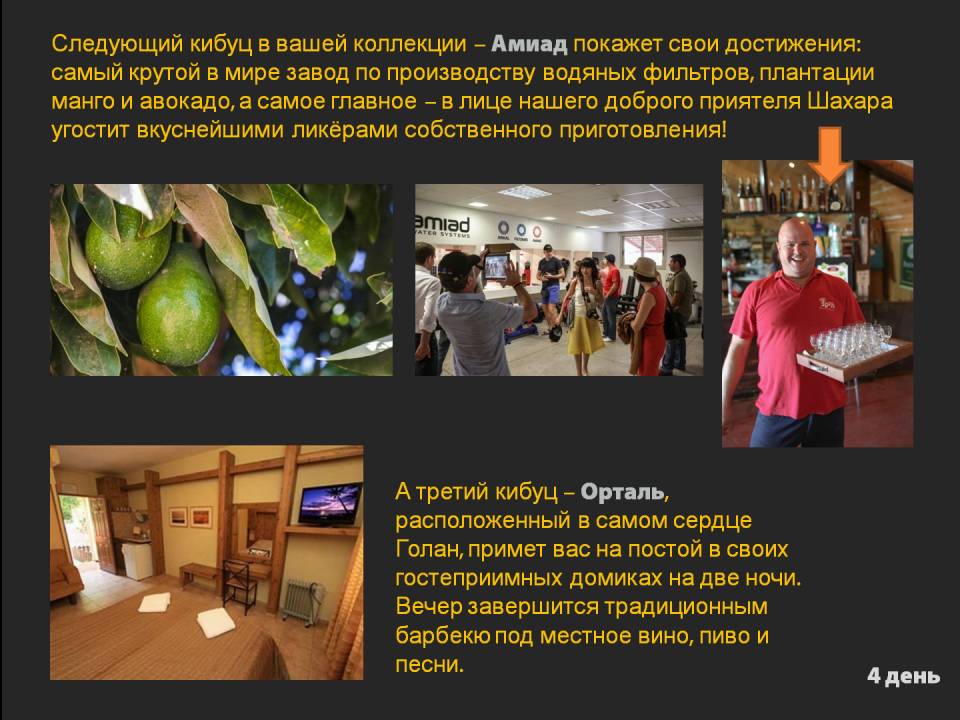 Следующий кибуц в вашей коллекции – Амиад покажет свои достижения:
самый крутой в мире завод по производству водяных фильтров, плантации
манго и авокадо, а самое главное – в лице нашего доброго приятеля Шахара
угостит вкуснейшими ликёрами собственного приготовления!
amiad
WATER SYSTEMS
А третий кибуц – Орталь,
расположенный в самом сердце
Голан, примет вас на постой в своих
гостеприимных домиках на две ночи.
Вечер завершится традиционным
барбекю под местное вино, пиво и
песни.
4 день